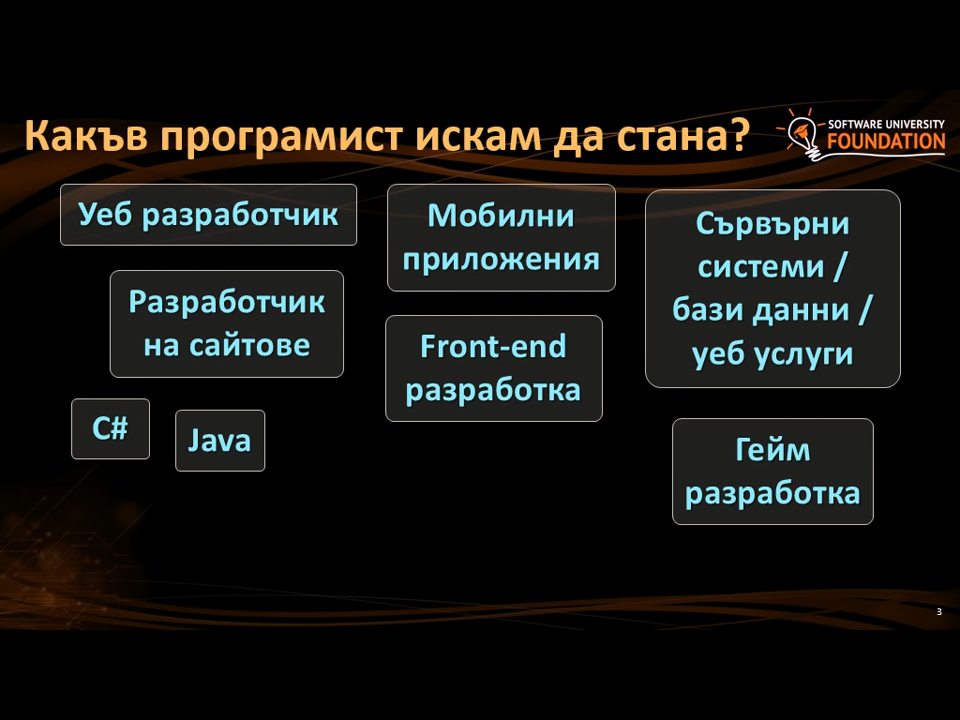 Какъв програмист искам да стана?
SOFTWARE UNIVERSITY
FOUNDATION
Уеб разработчик
Разработчик
на сайтове
C#
Java
Мобилни
приложения
Front-end
разработка
Сървърни
системи /
бази данни /
уеб услуги
Гейм
разработка
3